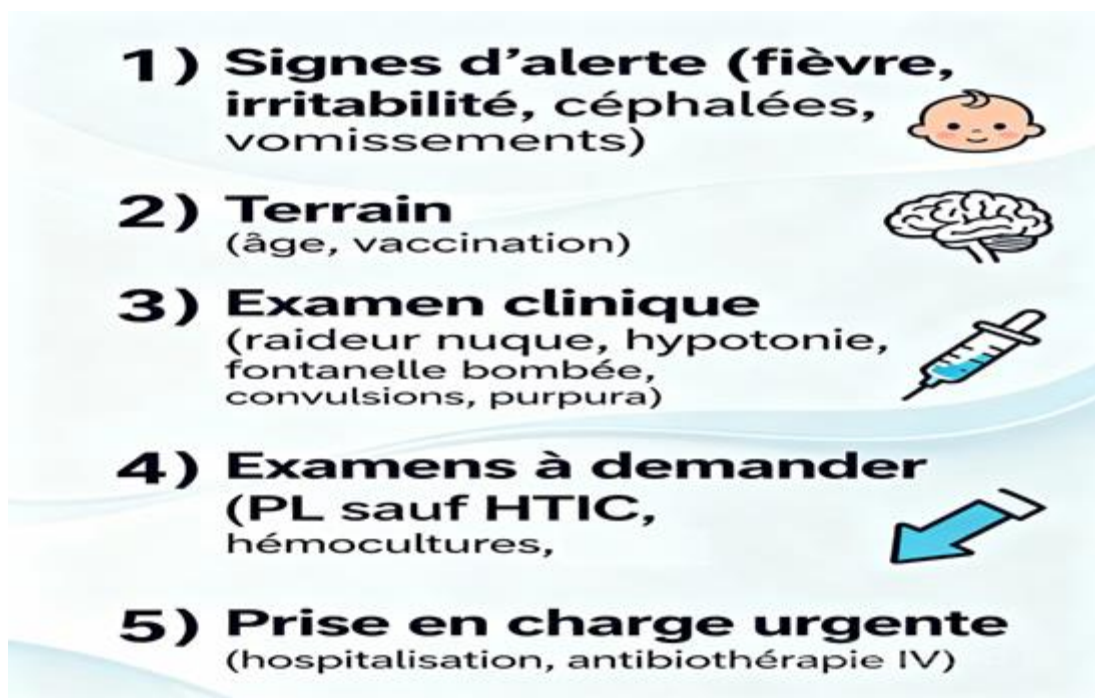 1) Signes d'alerte (fièvre,
irritabilité, céphalées,
vomissements)
2) Terrain
(âge, vaccination)
3) Examen clinique
(raideur nuque, hypotonie,
fontanelle bombée,
convulsions, purpura)
4) Examens à demander
(PL sauf HTIC,
hémocultures,
5) Prise en charge urgente
(hospitalisation, antibiothérapie IV)